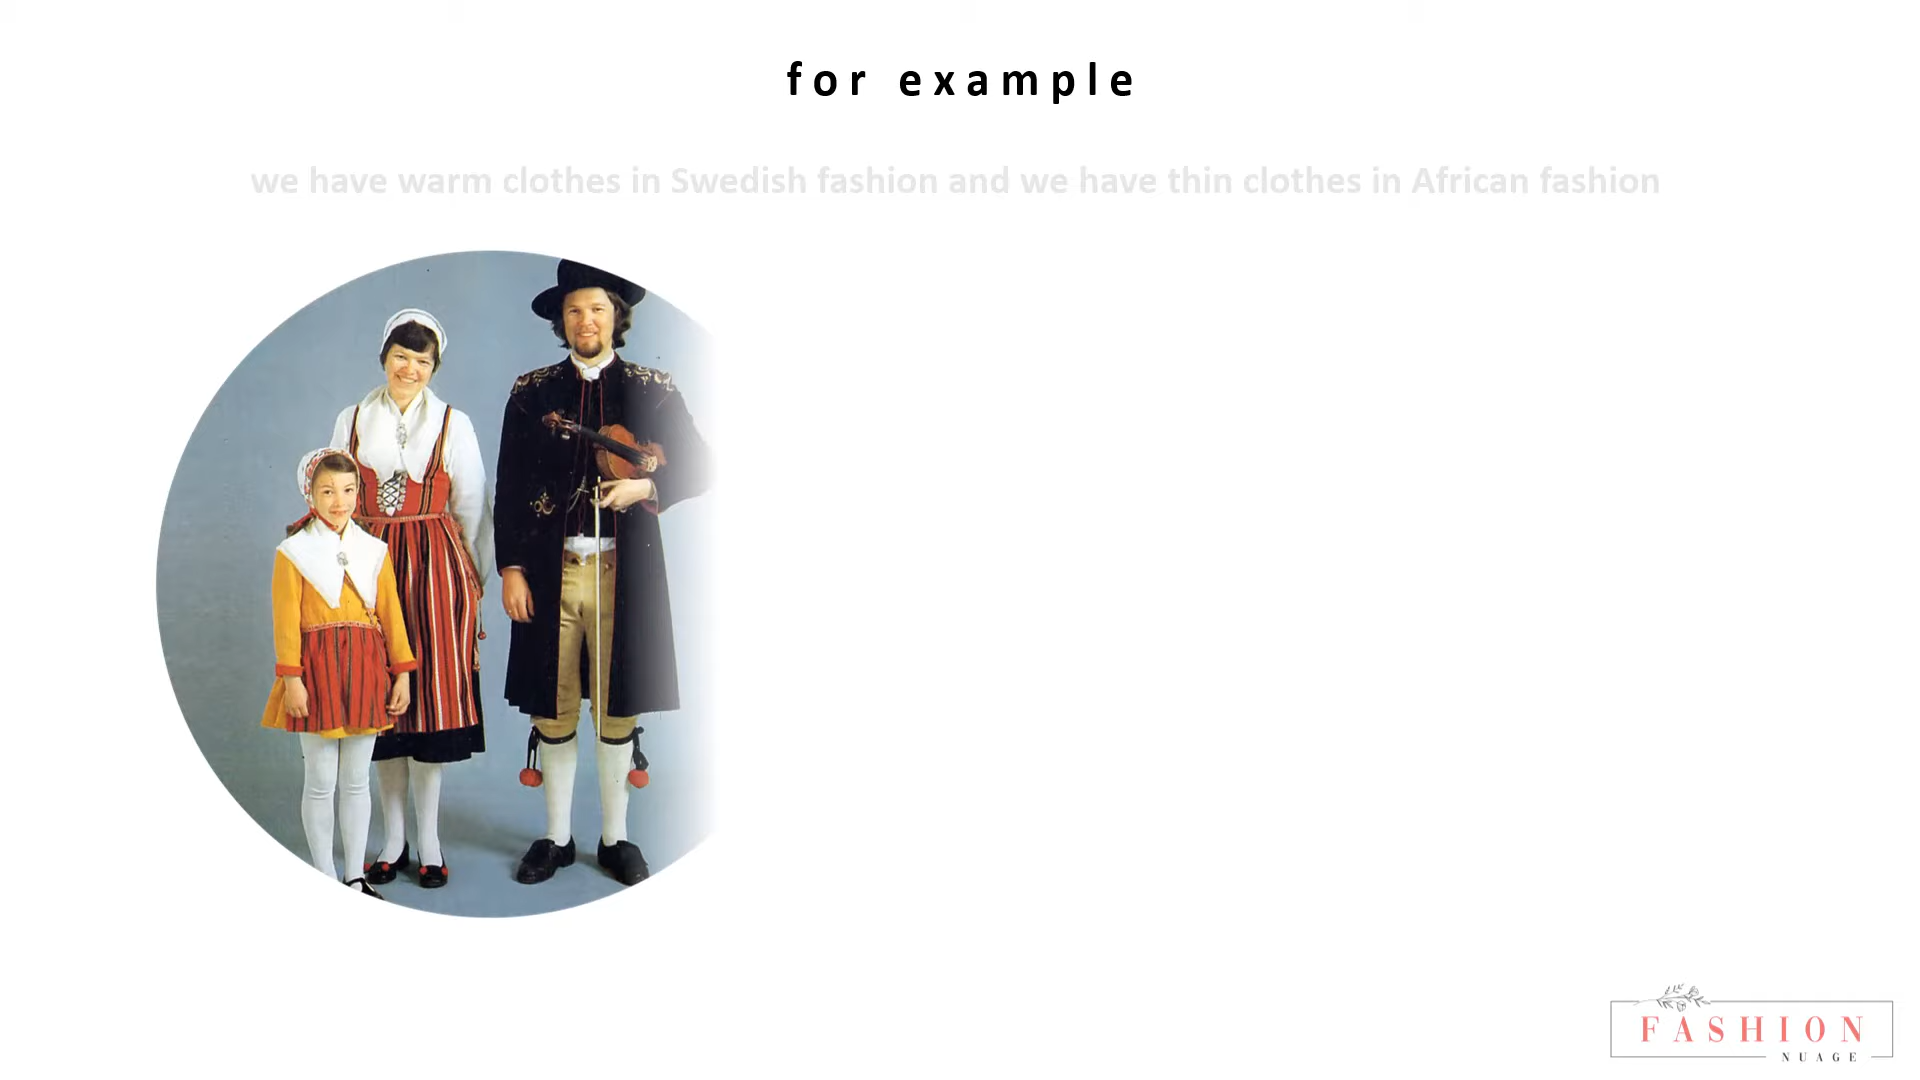 for example
we have warm clothes in Swedish fashion and we have thin clothes in African fashion
FASHION
NUAGE